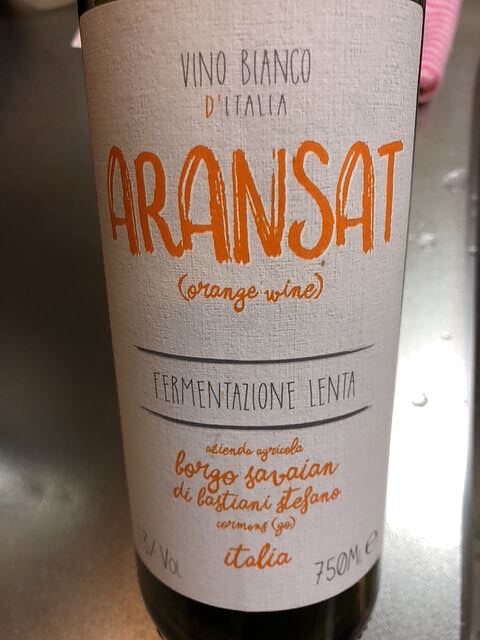 VINO BIANCO
D'ITALIA
ARANSAT
(orange wine)
FERMENTAZIONE LENTA
azienda agricola
borgo savaian
di bastiani stefano
cormons (go)
italia
750ML e